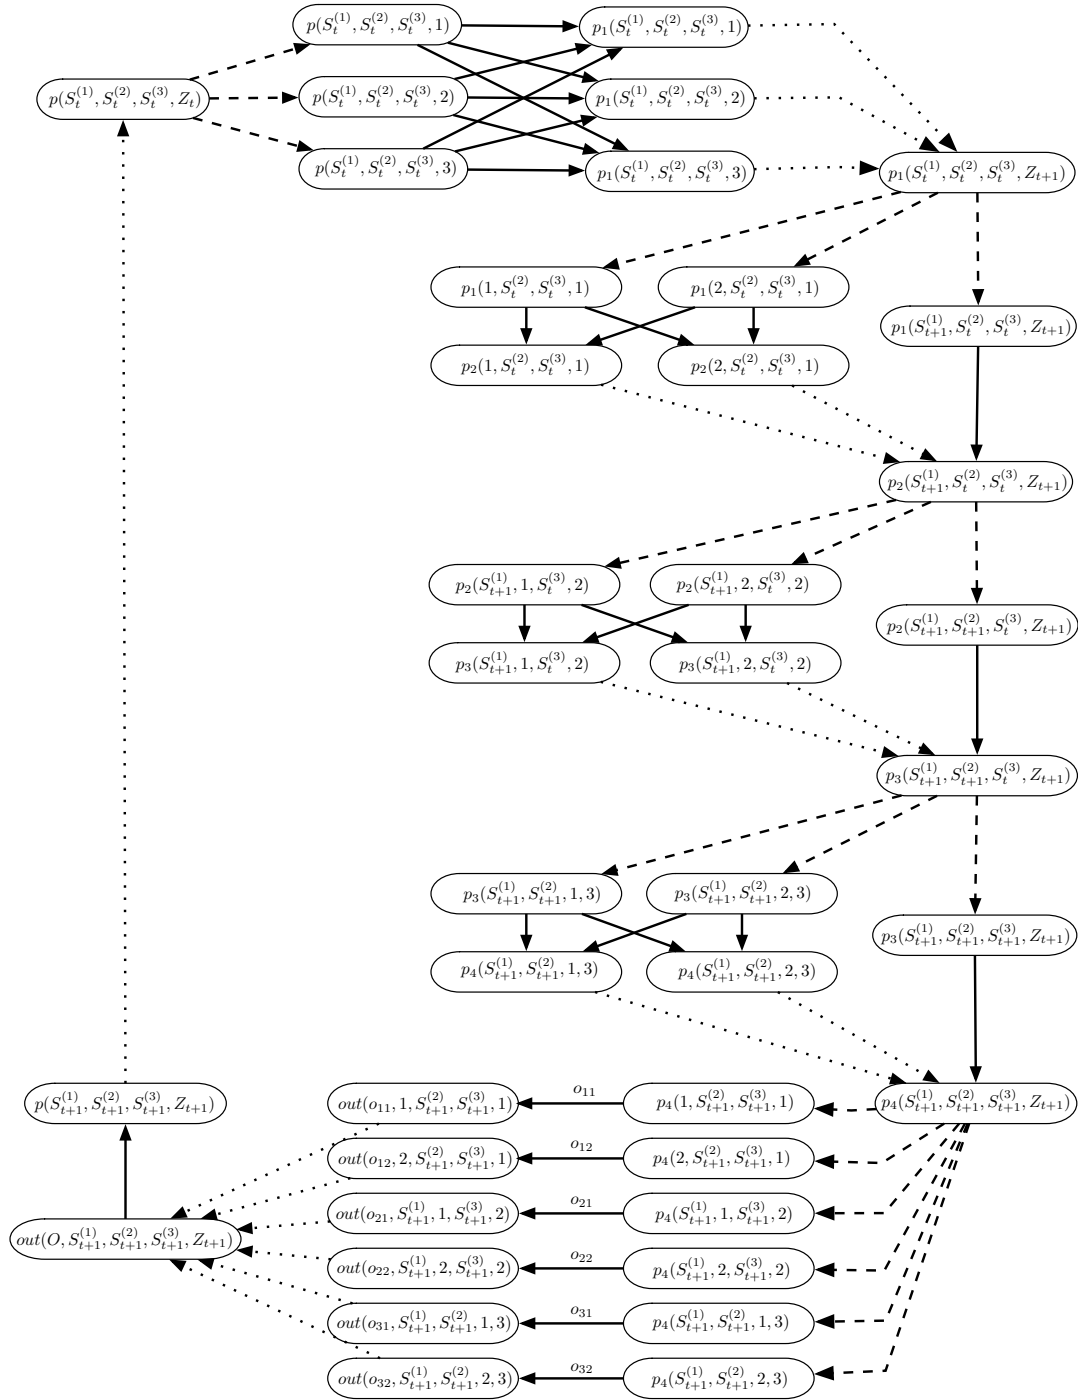 p(S_t^{(1)}, S_t^{(2)}, S_t^{(3)}, 1)
p_1(S_t^{(1)}, S_t^{(2)}, S_t^{(3)}, 1)
p(S_t^{(1)}, S_t^{(2)}, S_t^{(3)}, Z_t)
p(S_t^{(1)}, S_t^{(2)}, S_t^{(3)}, 2)
p_1(S_t^{(1)}, S_t^{(2)}, S_t^{(3)}, 2)
p(S_t^{(1)}, S_t^{(2)}, S_t^{(3)}, 3)
p_1(S_t^{(1)}, S_t^{(2)}, S_t^{(3)}, 3)
p_1(S_t^{(1)}, S_t^{(2)}, S_t^{(3)}, Z_{t+1})
p_1(1, S_t^{(2)}, S_t^{(3)}, 1)
p_1(2, S_t^{(2)}, S_t^{(3)}, 1)
p_1(S_{t+1}^{(1)}, S_t^{(2)}, S_t^{(3)}, Z_{t+1})
p_2(1, S_t^{(2)}, S_t^{(3)}, 1)
p_2(2, S_t^{(2)}, S_t^{(3)}, 1)
p_2(S_{t+1}^{(1)}, S_t^{(2)}, S_t^{(3)}, Z_{t+1})
p_2(S_{t+1}^{(1)}, 1, S_t^{(3)}, 2)
p_2(S_{t+1}^{(1)}, 2, S_t^{(3)}, 2)
p_2(S_{t+1}^{(1)}, S_{t+1}^{(2)}, S_t^{(3)}, Z_{t+1})
p_3(S_{t+1}^{(1)}, 1, S_t^{(3)}, 2)
p_3(S_{t+1}^{(1)}, 2, S_t^{(3)}, 2)
p_3(S_{t+1}^{(1)}, S_{t+1}^{(2)}, S_t^{(3)}, Z_{t+1})
p_3(S_{t+1}^{(1)}, S_{t+1}^{(2)}, 1, 3)
p_3(S_{t+1}^{(1)}, S_{t+1}^{(2)}, 2, 3)
p_3(S_{t+1}^{(1)}, S_{t+1}^{(2)}, S_{t+1}^{(3)}, Z_{t+1})
p_4(S_{t+1}^{(1)}, S_{t+1}^{(2)}, 1, 3)
p_4(S_{t+1}^{(1)}, S_{t+1}^{(2)}, 2, 3)
p(S_{t+1}^{(1)}, S_{t+1}^{(2)}, S_{t+1}^{(3)}, Z_{t+1})
out(o_{11}, 1, S_{t+1}^{(2)}, S_{t+1}^{(3)}, 1)
o_{11}
p_4(1, S_{t+1}^{(2)}, S_{t+1}^{(3)}, 1)
p_4(S_{t+1}^{(1)}, S_{t+1}^{(2)}, S_{t+1}^{(3)}, Z_{t+1})
out(o_{12}, 2, S_{t+1}^{(2)}, S_{t+1}^{(3)}, 1)
o_{12}
p_4(2, S_{t+1}^{(2)}, S_{t+1}^{(3)}, 1)
out(o_{21}, S_{t+1}^{(1)}, 1, S_{t+1}^{(3)}, 2)
o_{21}
p_4(S_{t+1}^{(1)}, 1, S_{t+1}^{(3)}, 2)
out(O, S_{t+1}^{(1)}, S_{t+1}^{(2)}, S_{t+1}^{(3)}, Z_{t+1})
out(o_{22}, S_{t+1}^{(1)}, 2, S_{t+1}^{(3)}, 2)
o_{22}
p_4(S_{t+1}^{(1)}, 2, S_{t+1}^{(3)}, 2)
out(o_{31}, S_{t+1}^{(1)}, S_{t+1}^{(2)}, 1, 3)
o_{31}
p_4(S_{t+1}^{(1)}, S_{t+1}^{(2)}, 1, 3)
out(o_{32}, S_{t+1}^{(1)}, S_{t+1}^{(2)}, 2, 3)
o_{32}
p_4(S_{t+1}^{(1)}, S_{t+1}^{(2)}, 2, 3)